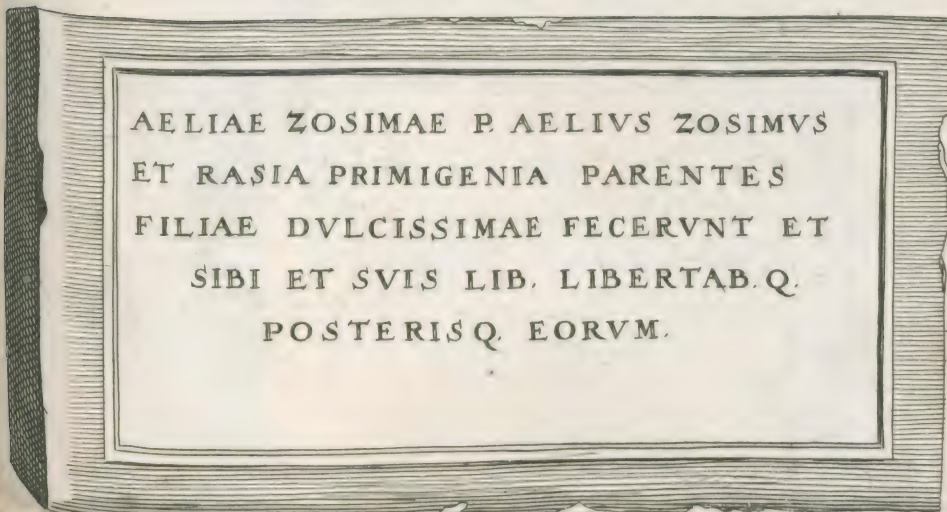 AELIAE ZOSIMAE P. AELIVS ZOSIMVS
ET RASIA PRIMIGENIA PARENTES
FILIAE DVLCISSIMAE FECERVNT ET
SIBI ET SVIS LIB. LIBERTAB. Q.
POSTERISQ. EORVM.